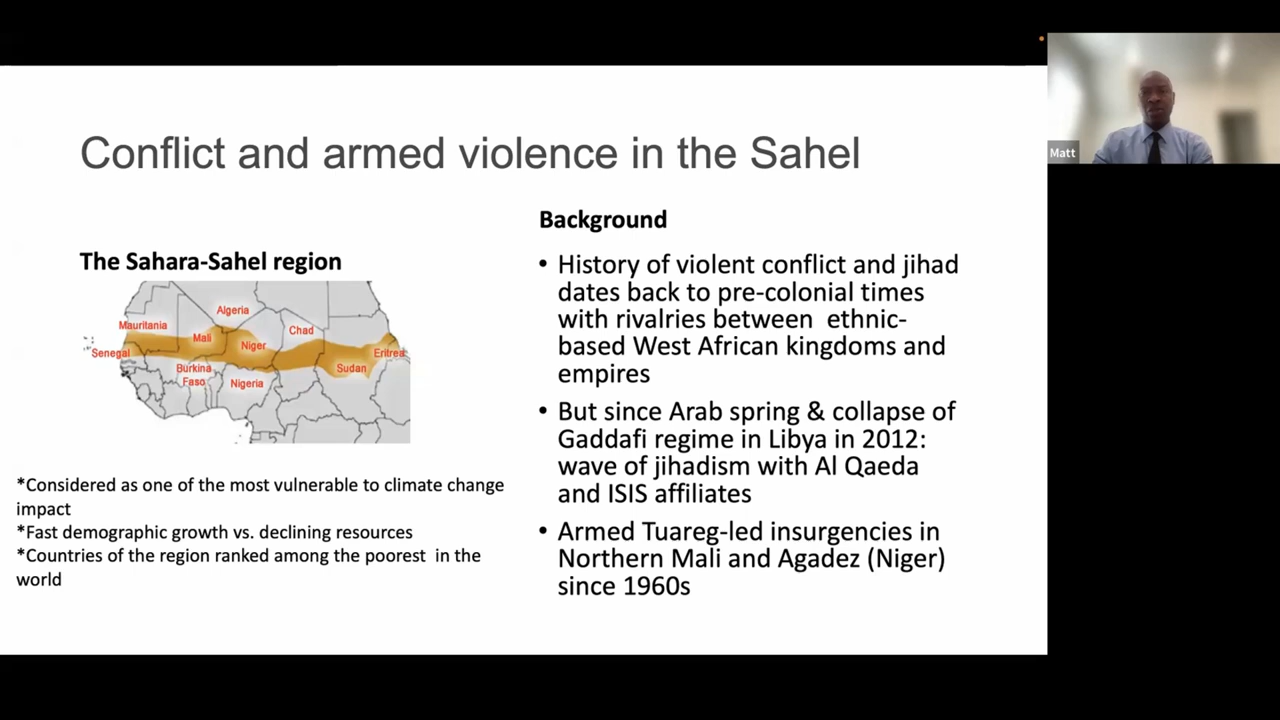 Conflict and armed violence in the Sahel
Matt
The Sahara-Sahel region
Algeria
Mauritania
Chad
Mali
Niger
Senegal
Eritrea
Burkina
Faso
Sudan
Nigeria
*Considered as one of the most vulnerable to climate change
impact
*Fast demographic growth vs. declining resources
*Countries of the region ranked among the poorest in the
world
Background
• History of violent conflict and jihad
dates back to pre-colonial times
with rivalries between ethnic-
based West African kingdoms and
empires
• But since Arab spring & collapse of
Gaddafi regime in Libya in 2012:
wave of jihadism with Al Qaeda
and ISIS affiliates
• Armed Tuareg-led insurgencies in
Northern Mali and Agadez (Niger)
since 1960s